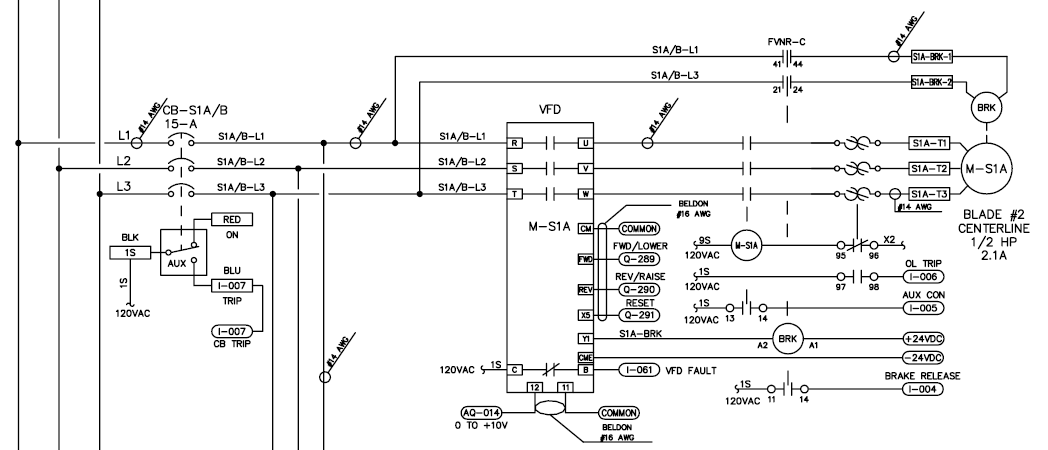 #14 AWG
FVNR-C
S1A/B-L1
41 44
S1A-BRK-1
S1A/B-L3
21 24
S1A-BRK-2
BRK
CB-S1A/B
15-A
#14 AWG
#14 AWG
VFD
#14 AWG
L1
S1A/B-L1
S1A/B-L1
R
U
S1A-T1
L2
S1A/B-L2
S1A/B-L2
S
V
S1A-T2
M-S1A
L3
S1A/B-L3
S1A/B-L3
T
W
S1A-T3
#14 AWG
BELDON
#16 AWG
BLADE #2
CENTERLINE
1/2 HP
2.1A
RED
ON
M-S1A
CM
COMMON
BLK
1S
AUX
9S
120VAC
M-S1A
95 96
X2
FWD/LOWER
FWD
Q-289
BLU
I-007
TRIP
1S
120VAC
REV/RAISE
REV
Q-290
1S
120VAC
97 98
OL TRIP
I-006
RESET
X5
Q-291
1S
120VAC
13 14
AUX CON
I-005
I-007
CB TRIP
Y1
S1A-BRK
A2
BRK
A1
+24VDC
CME
-24VDC
#14 AWG
120VAC
1S
C
B
I-061
VFD FAULT
BRAKE RELEASE
1S
120VAC
11 14
I-004
12
11
AQ-014
0 TO +10V
COMMON
BELDON
#16 AWG